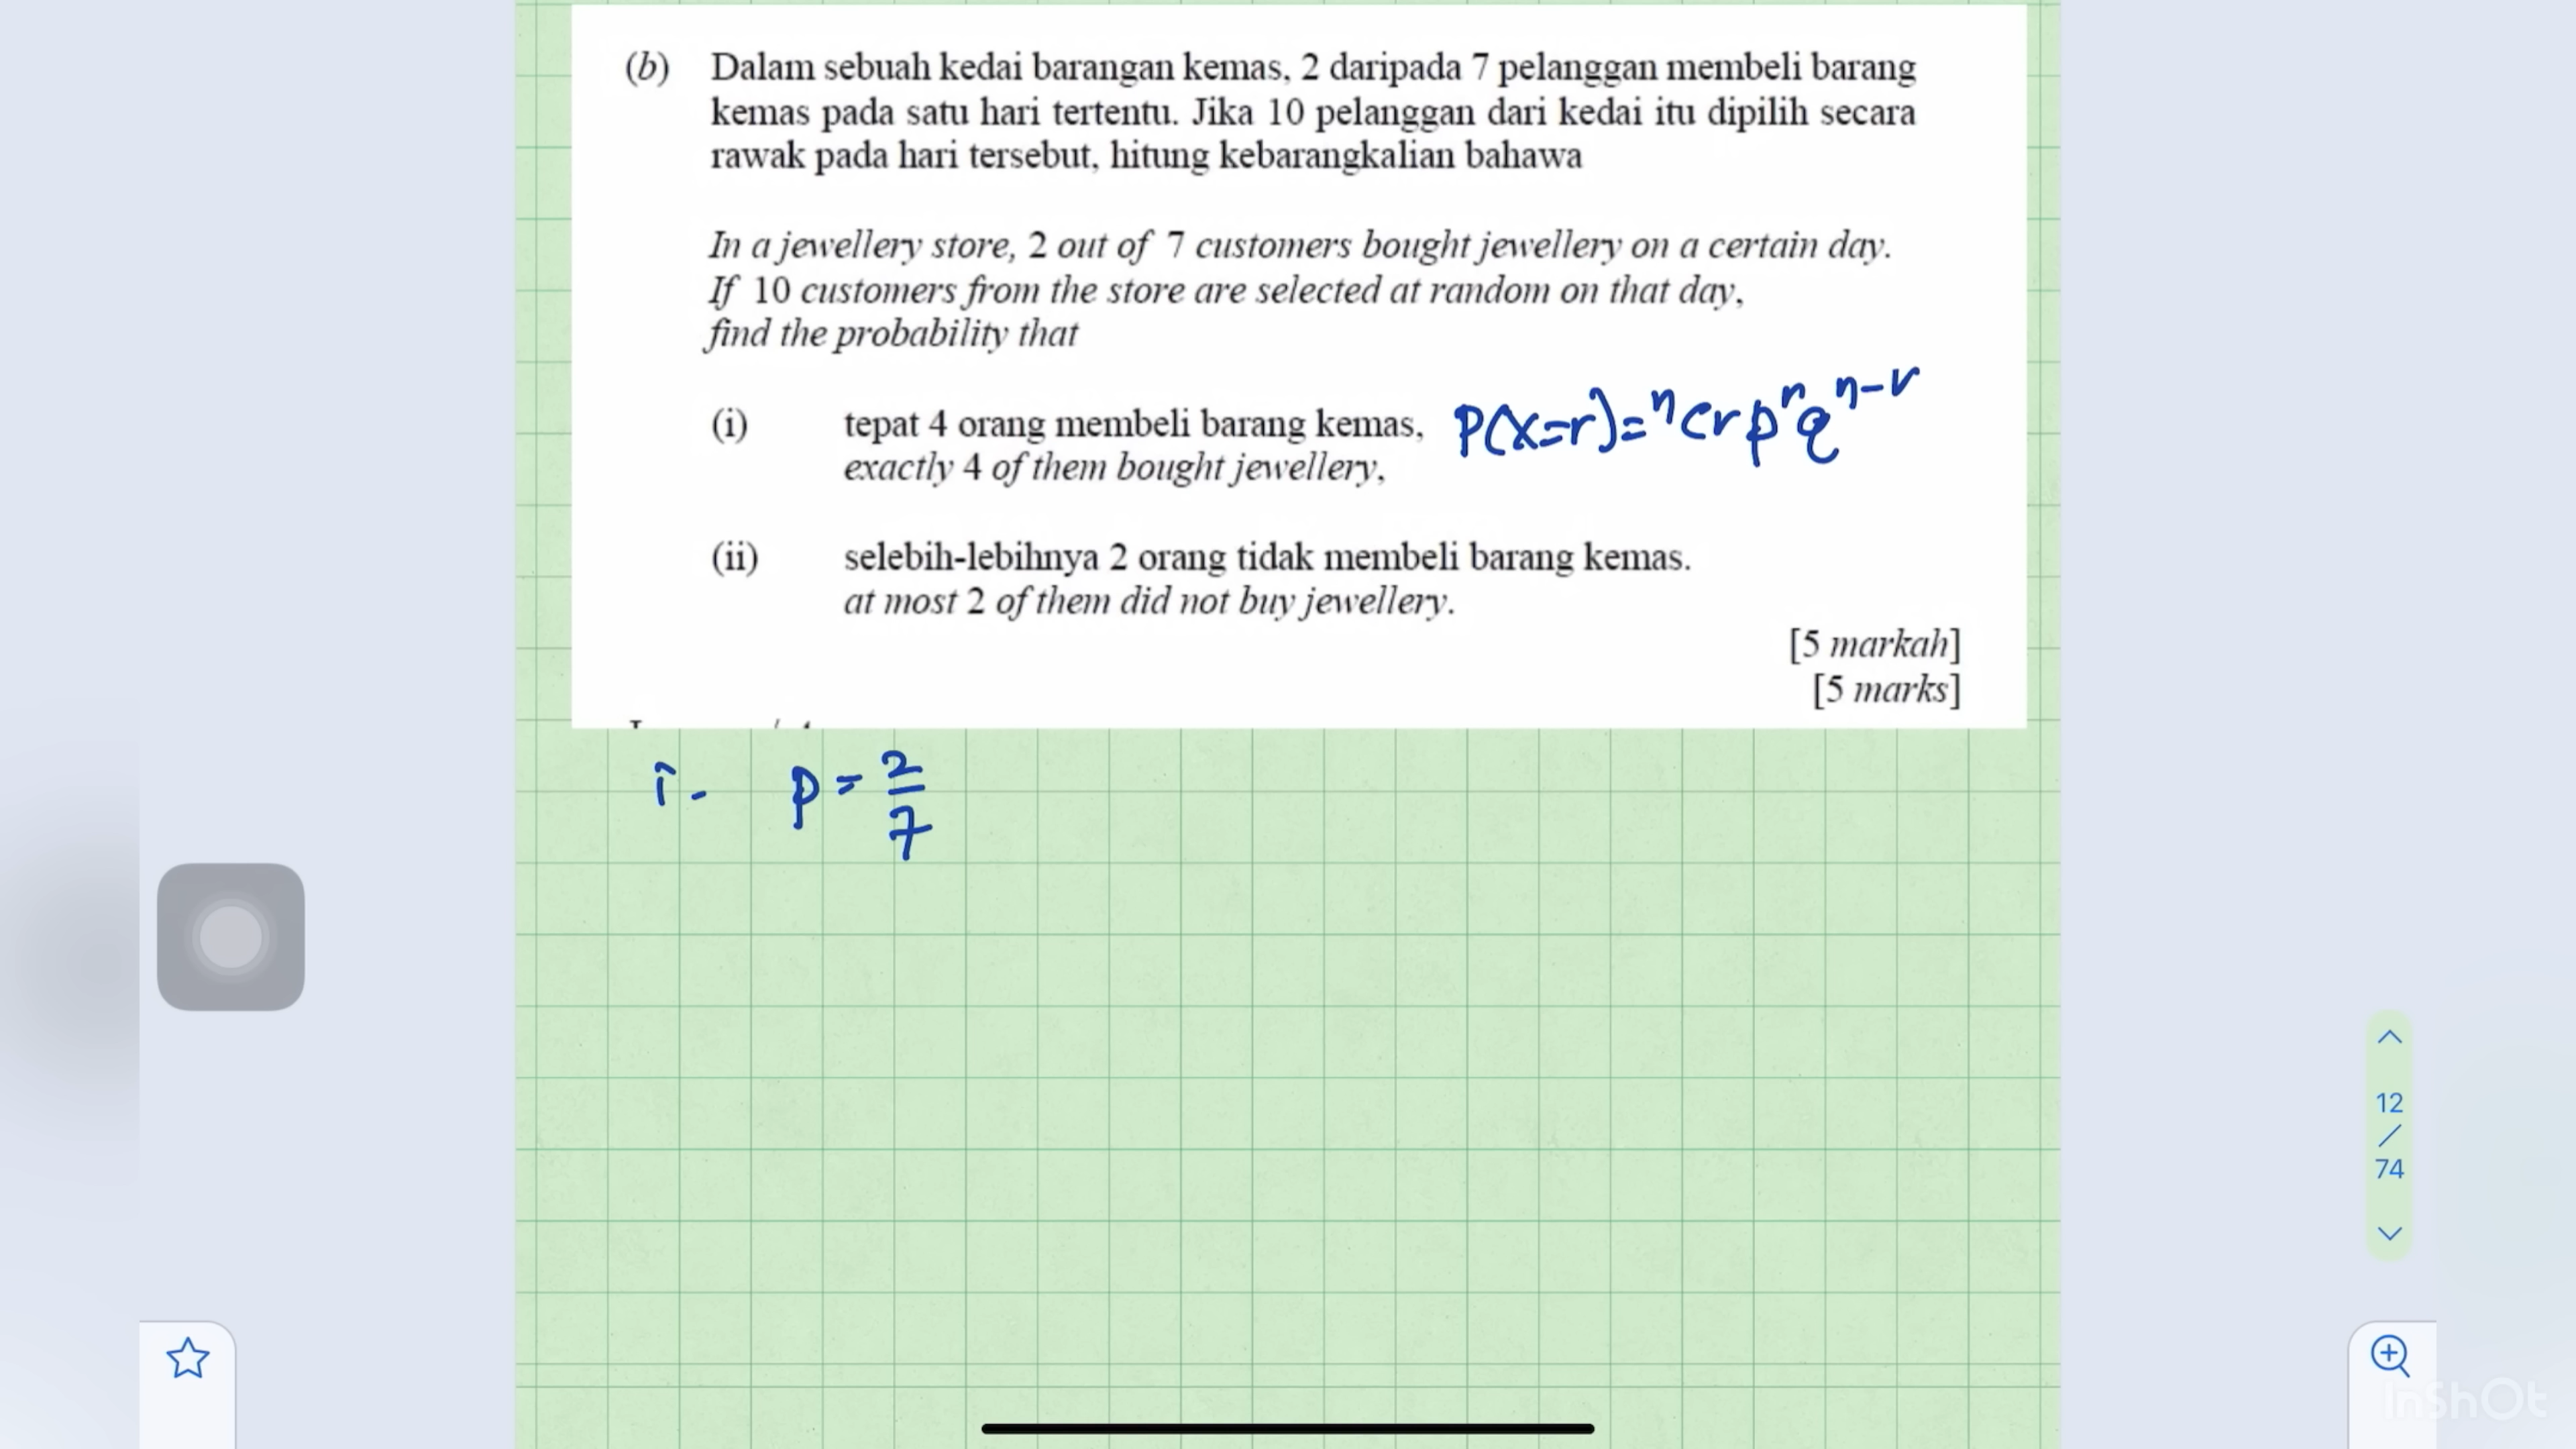 (b) Dalam sebuah kedai barangan kemas, 2 daripada 7 pelanggan membeli barang
kemas pada satu hari tertentu. Jika 10 pelanggan dari kedai itu dipilih secara
rawak pada hari tersebut, hitung kebarangkalian bahawa
In a jewellery store, 2 out of 7 customers bought jewellery on a certain day.
If 10 customers from the store are selected at random on that day,
find the probability that
(i) tepat 4 orang membeli barang kemas, P(X=r)=ⁿCr pʳqⁿ⁻ʳ
exactly 4 of them bought jewellery,
(ii) selebih-lebihnya 2 orang tidak membeli barang kemas.
at most 2 of them did not buy jewellery.
[5 markah]
[5 marks]
i- p = 2/7
12
/
74
InShOt